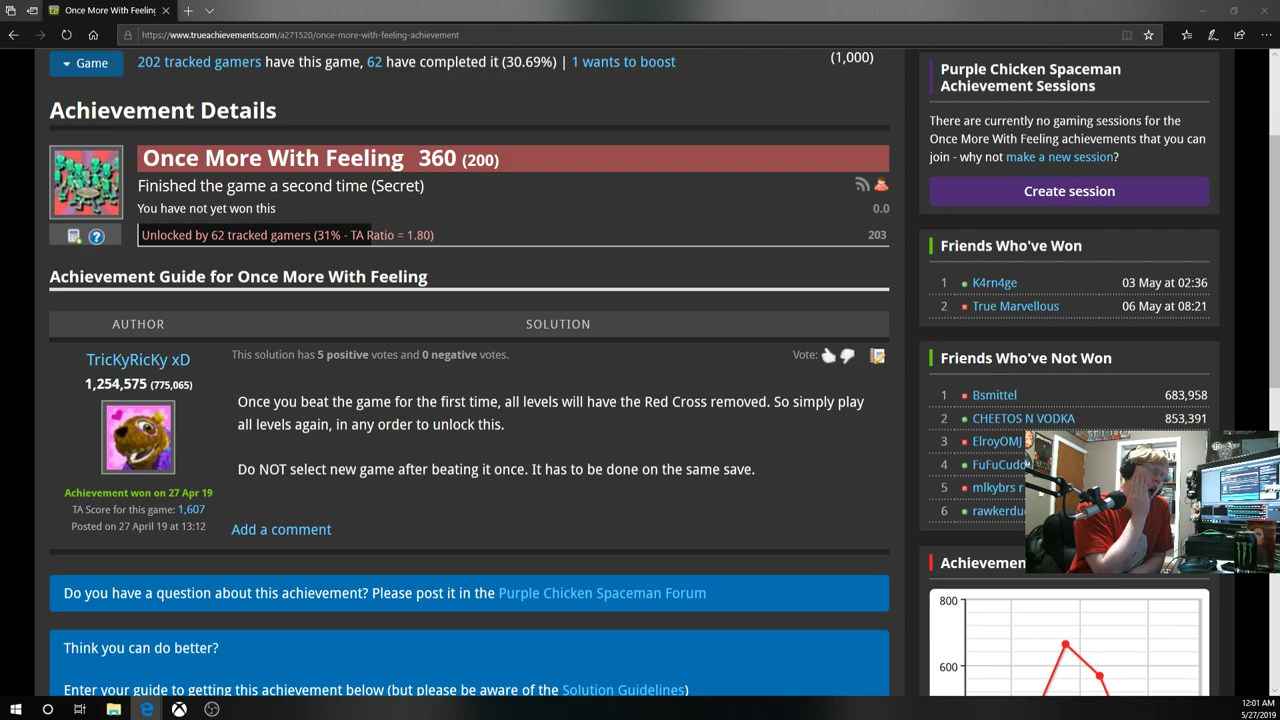 Once More With Feeling
https://www.trueachievements.com/a271520/once-more-with-feeling-achievement
Game
202 tracked gamers have this game, 62 have completed it (30.69%) | 1 wants to boost
(1,000)
Achievement Details
Once More With Feeling 360 (200)
Finished the game a second time (Secret)
You have not yet won this
0.0
Unlocked by 62 tracked gamers (31% - TA Ratio = 1.80)
203
Achievement Guide for Once More With Feeling
AUTHOR
SOLUTION
TricKyRicKy xD
1,254,575 (775,065)
Achievement won on 27 Apr 19
TA Score for this game: 1,607
Posted on 27 April 19 at 13:12
This solution has 5 positive votes and 0 negative votes.
Vote:
Once you beat the game for the first time, all levels will have the Red Cross removed. So simply play
all levels again, in any order to unlock this.
Do NOT select new game after beating it once. It has to be done on the same save.
Add a comment
Do you have a question about this achievement? Please post it in the Purple Chicken Spaceman Forum
Think you can do better?
Enter your guide to getting this achievement below (but please be aware of the Solution Guidelines)
Purple Chicken Spaceman
Achievement Sessions
There are currently no gaming sessions for the
Once More With Feeling achievements that you can
join - why not make a new session?
Create session
Friends Who've Won
1 K4rn4ge 03 May at 02:36
2 True Marvellous 06 May at 08:21
Friends Who've Not Won
1 Bsmittel 683,958
2 CHEETOS N VODKA 853,391
3 ElroyOMJ
4 FuFuCudd
5 mlkybrs r
6 rawkerdu
Achievemen
800
600
12:01 AM
5/27/2019